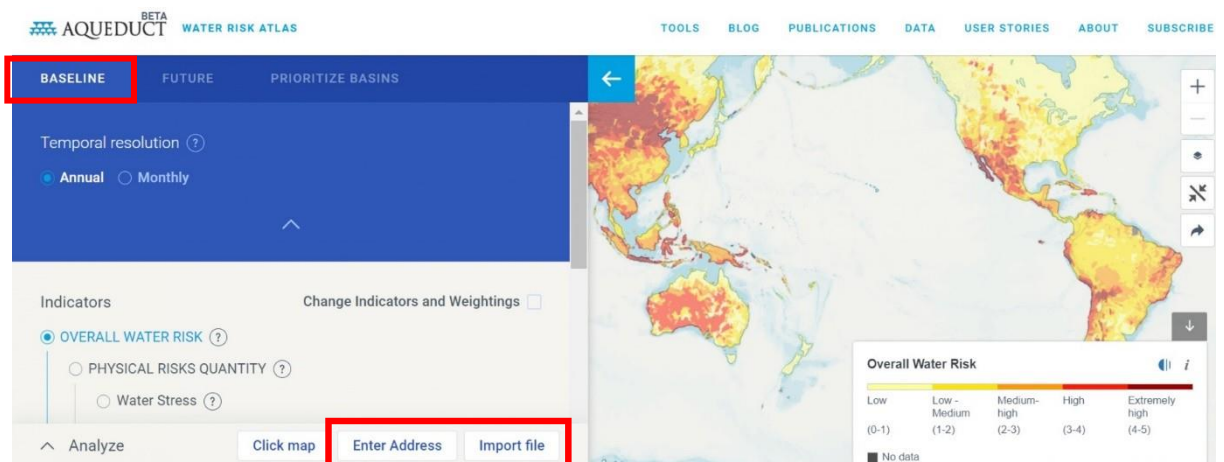 BETA
AQUEDUCT WATER RISK ATLAS
TOOLS BLOG PUBLICATIONS DATA USER STORIES ABOUT SUBSCRIBE
BASELINE FUTURE PRIORITIZE BASINS
Temporal resolution ?
Annual Monthly
Indicators Change Indicators and Weightings
OVERALL WATER RISK ?
PHYSICAL RISKS QUANTITY ?
Water Stress ?
Analyze Click map Enter Address Import file
Overall Water Risk i
Low Low - Medium Medium- high High Extremely high
(0-1) (1-2) (2-3) (3-4) (4-5)
No data